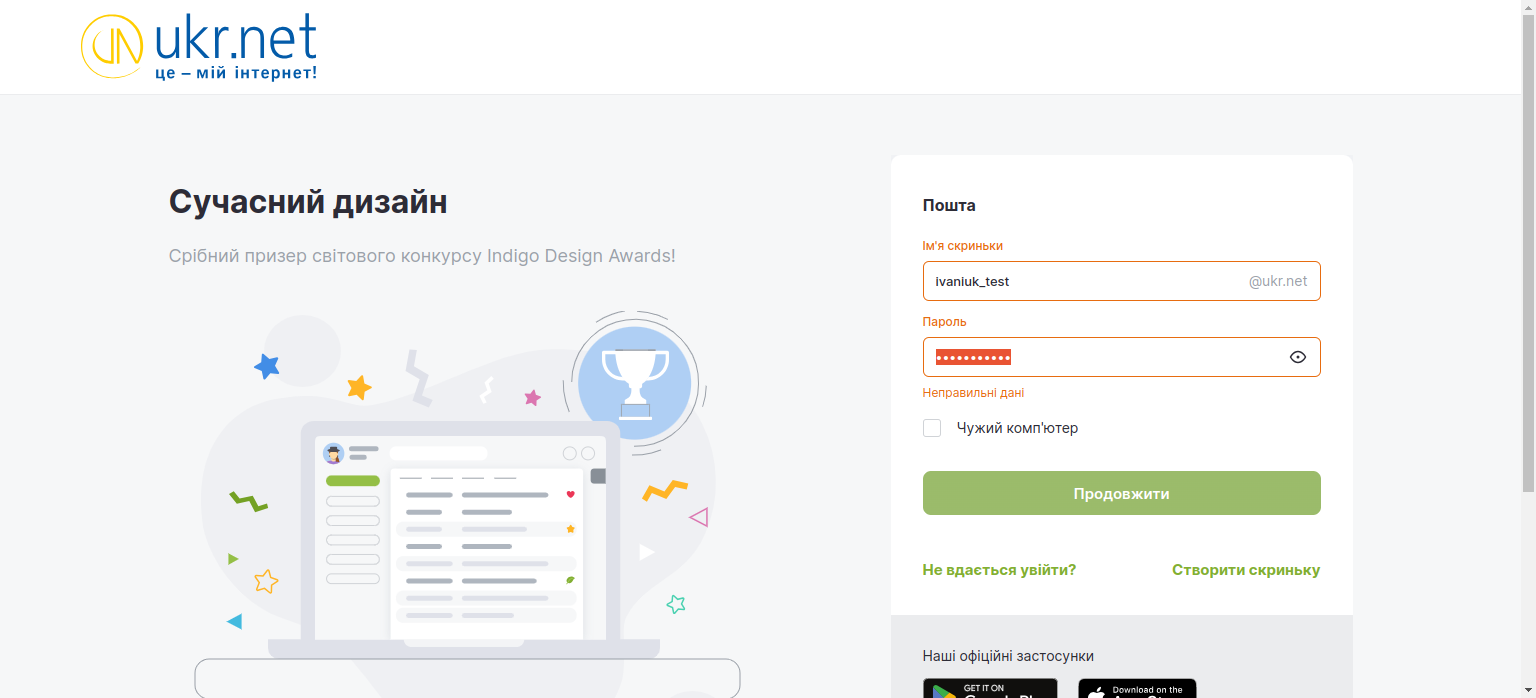 ukr.net
це – мій інтернет!
Сучасний дизайн
Срібний призер світового конкурсу Indigo Design Awards!
Пошта
Ім'я скриньки
ivaniuk_test @ukr.net
Пароль
•••••••••••
Неправильні дані
Чужий комп'ютер
Продовжити
Не вдається увійти? Створити скриньку
Наші офіційні застосунки
GET IT ON
Download on the